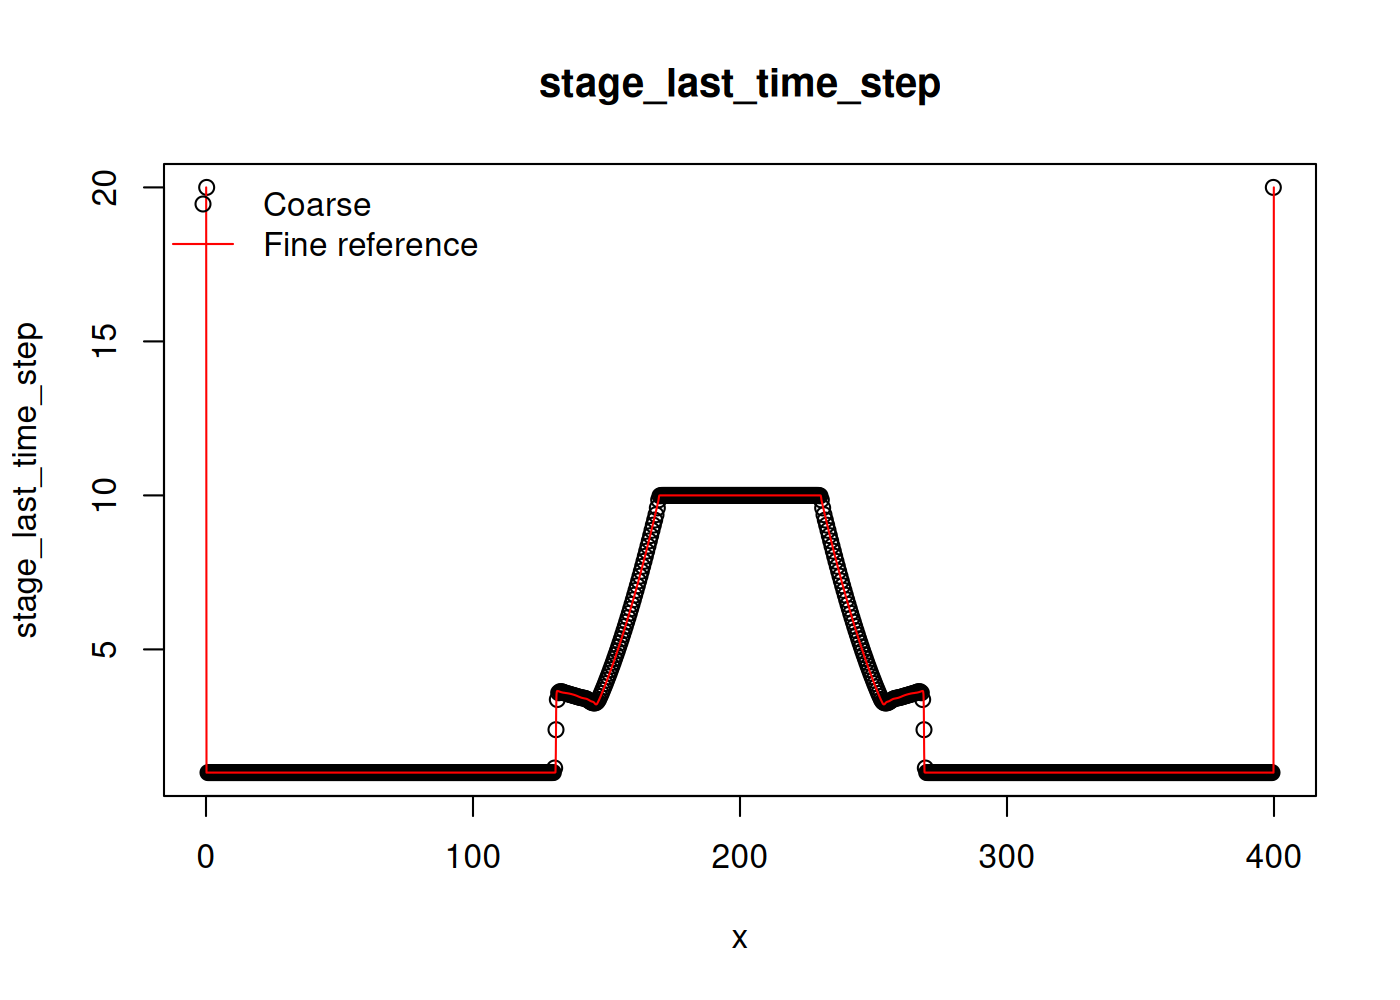 stage_last_time_step
20
15
10
5
stage_last_time_step
Coarse
Fine reference
0 100 200 300 400
x